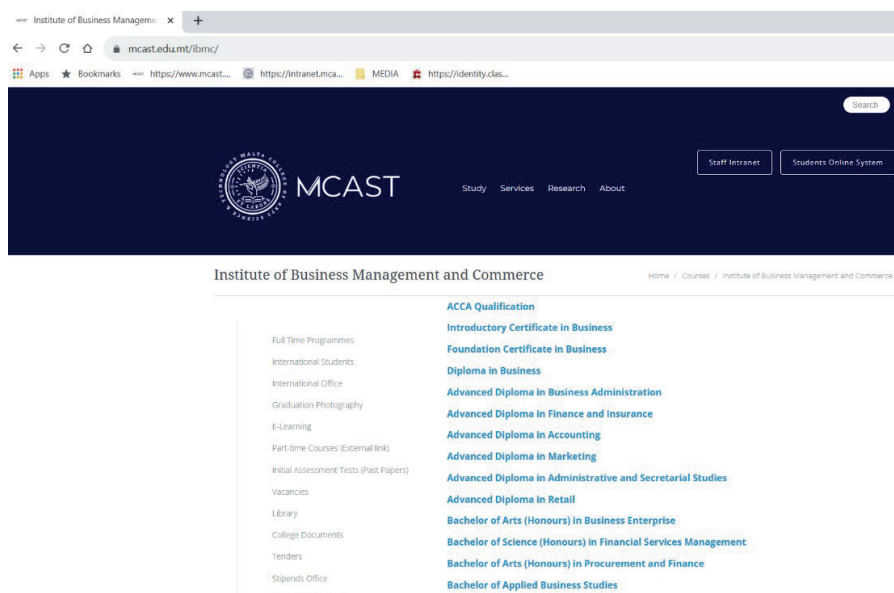 Institute of Business Manageme
mcast.edu.mt/ibmc/
Apps Bookmarks https://www.mcast.... https://intranet.mca... MEDIA https://identity.clas...
Search
Staff Intranet Students Online System
MALTA COLLEGE OF ARTS SCIENCE & TECHNOLOGY
MCAST
Study Services Research About
Institute of Business Management and Commerce
Home / Courses / Institute of Business Management and Commerce
Full Time Programmes
International Students
International Office
Graduation Photography
E-Learning
Part-time Courses (External link)
Initial Assessment Tests (Past Papers)
Vacancies
Library
College Documents
Tenders
Stipends Office
ACCA Qualification
Introductory Certificate in Business
Foundation Certificate in Business
Diploma in Business
Advanced Diploma in Business Administration
Advanced Diploma in Finance and Insurance
Advanced Diploma in Accounting
Advanced Diploma in Marketing
Advanced Diploma in Administrative and Secretarial Studies
Advanced Diploma in Retail
Bachelor of Arts (Honours) in Business Enterprise
Bachelor of Science (Honours) in Financial Services Management
Bachelor of Arts (Honours) in Procurement and Finance
Bachelor of Applied Business Studies